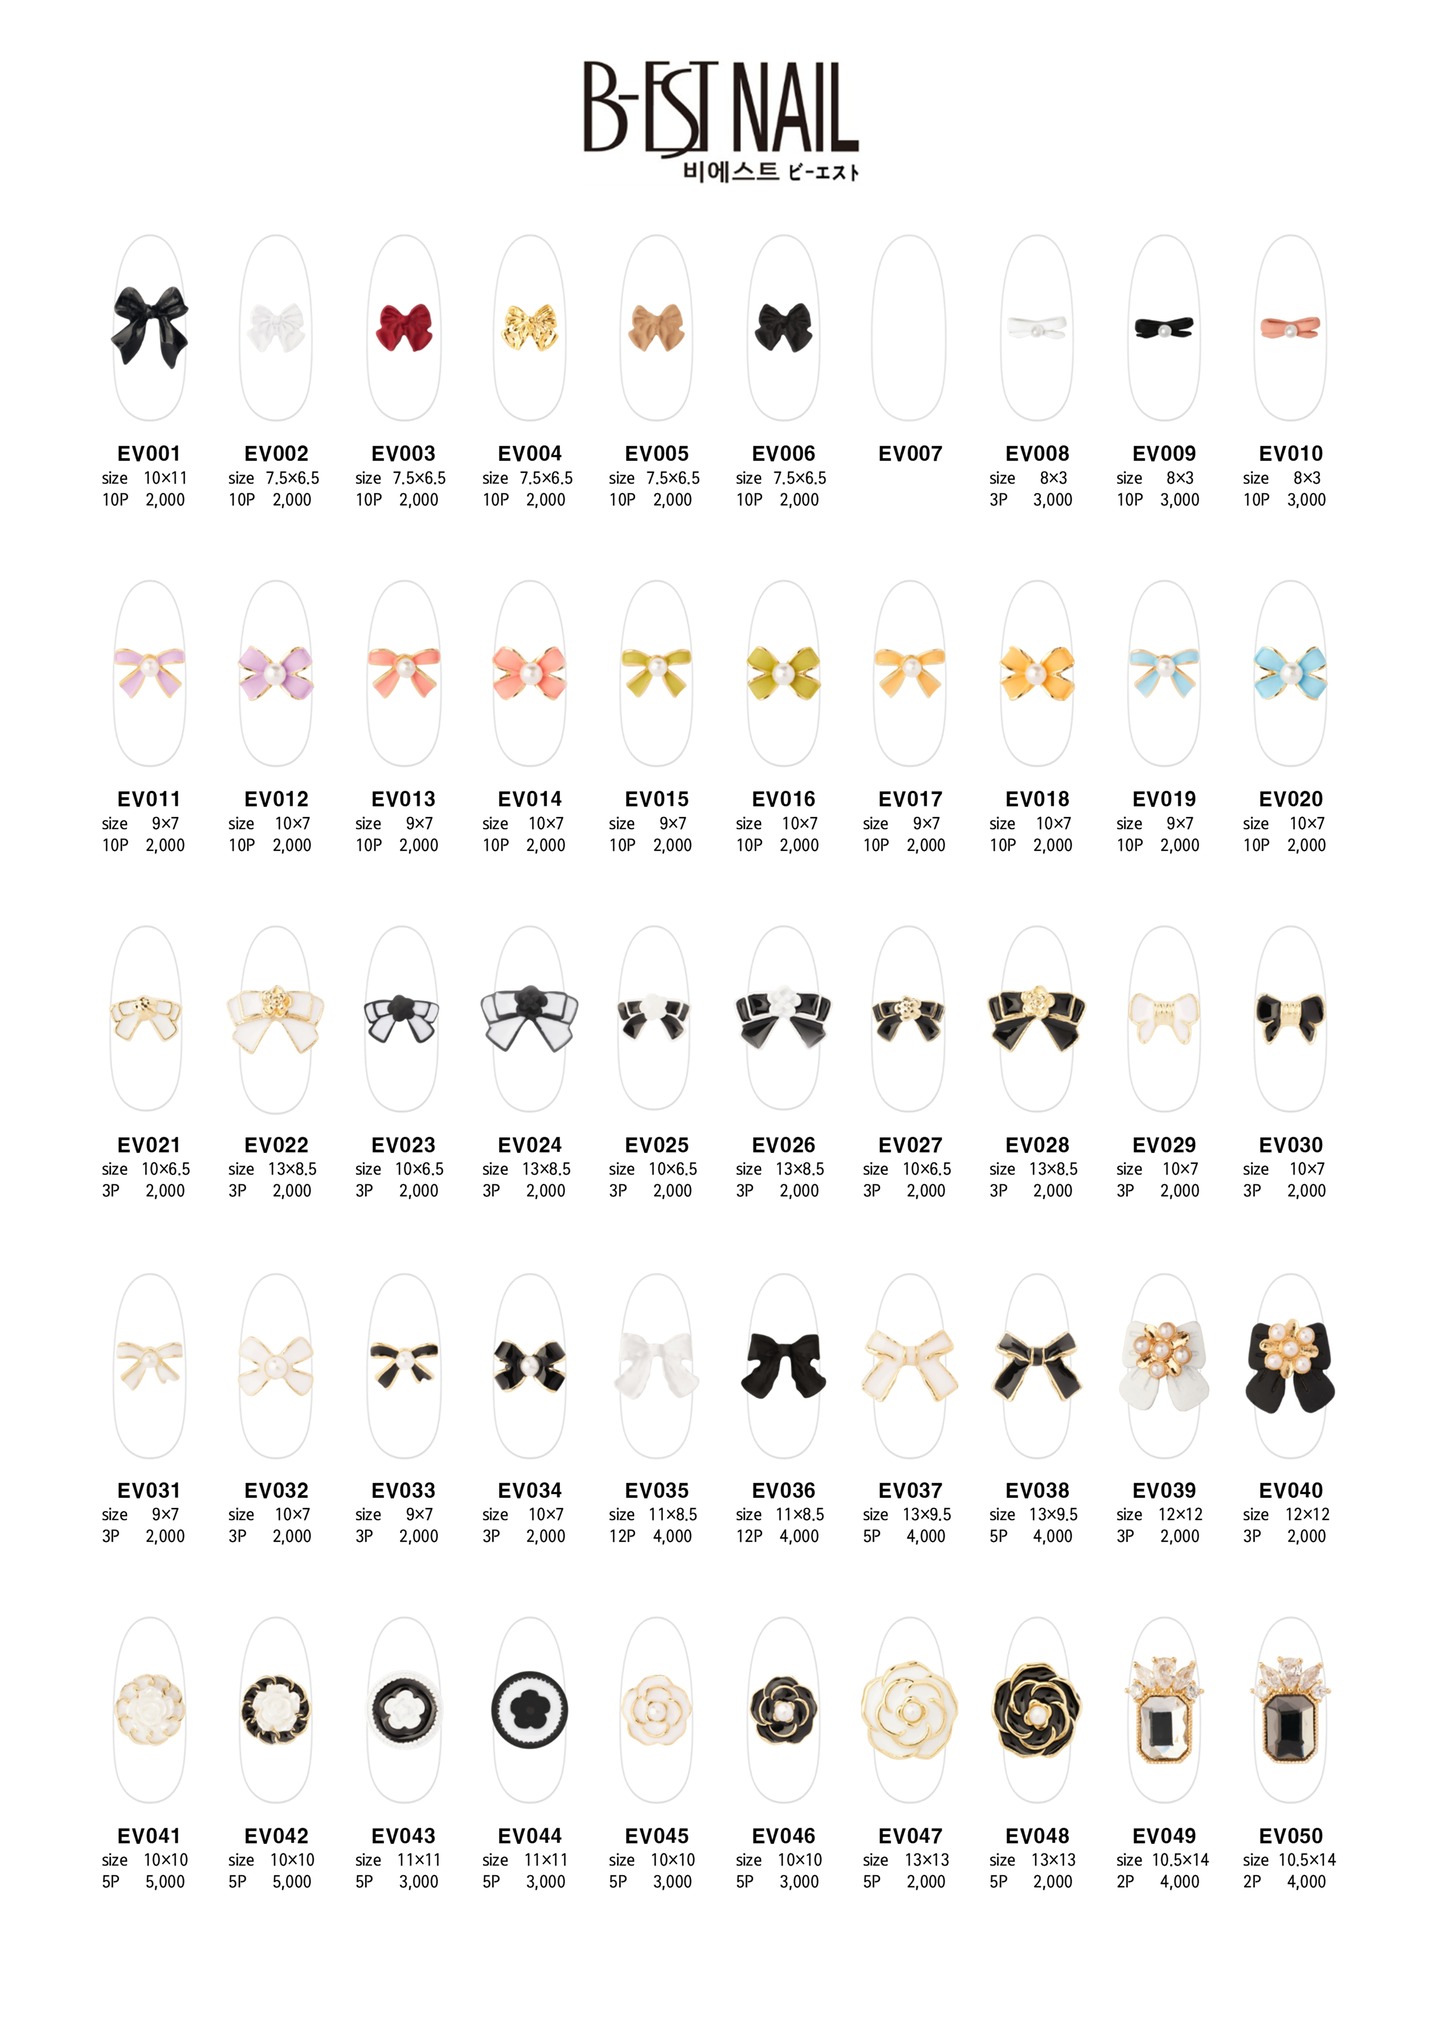 B-EST NAIL
비에스트 ビーエスト
EV001 EV002 EV003 EV004 EV005 EV006 EV007 EV008 EV009 EV010
size 10×11 size 7.5×6.5 size 7.5×6.5 size 7.5×6.5 size 7.5×6.5 size 7.5×6.5 size 8×3 size 8×3 size 8×3
10P 2,000 10P 2,000 10P 2,000 10P 2,000 10P 2,000 10P 2,000 3P 3,000 10P 3,000 10P 3,000
EV011 EV012 EV013 EV014 EV015 EV016 EV017 EV018 EV019 EV020
size 9×7 size 10×7 size 9×7 size 10×7 size 9×7 size 10×7 size 9×7 size 10×7 size 9×7 size 10×7
10P 2,000 10P 2,000 10P 2,000 10P 2,000 10P 2,000 10P 2,000 10P 2,000 10P 2,000 10P 2,000 10P 2,000
EV021 EV022 EV023 EV024 EV025 EV026 EV027 EV028 EV029 EV030
size 10×6.5 size 13×8.5 size 10×6.5 size 13×8.5 size 10×6.5 size 13×8.5 size 10×6.5 size 13×8.5 size 10×7 size 10×7
3P 2,000 3P 2,000 3P 2,000 3P 2,000 3P 2,000 3P 2,000 3P 2,000 3P 2,000 3P 2,000 3P 2,000
EV031 EV032 EV033 EV034 EV035 EV036 EV037 EV038 EV039 EV040
size 9×7 size 10×7 size 9×7 size 10×7 size 11×8.5 size 11×8.5 size 13×9.5 size 13×9.5 size 12×12 size 12×12
3P 2,000 3P 2,000 3P 2,000 3P 2,000 12P 4,000 12P 4,000 5P 4,000 5P 4,000 3P 2,000 3P 2,000
EV041 EV042 EV043 EV044 EV045 EV046 EV047 EV048 EV049 EV050
size 10×10 size 10×10 size 11×11 size 11×11 size 10×10 size 10×10 size 13×13 size 13×13 size 10.5×14 size 10.5×14
5P 5,000 5P 5,000 5P 3,000 5P 3,000 5P 3,000 5P 3,000 5P 2,000 5P 2,000 2P 4,000 2P 4,000